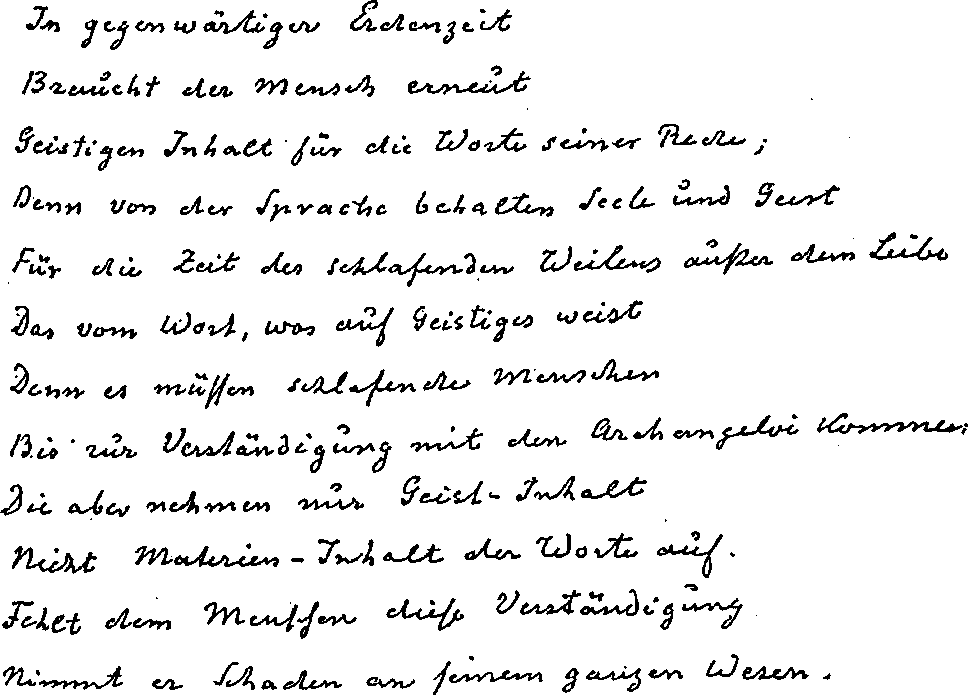 In gegenwärtiger Erdenzeit
Braucht der Mensch erneut
Geistigen Inhalt für die Worte seiner Rede;
Denn von der Sprache behalten Seele und Geist
Für die Zeit des schlafenden Weilens außer dem Leibe
Das vom Wort, was auf Geistiges weist
Denn es müssen schlafende Menschen
Bis zur Verständigung mit den Archangeloi kommen;
Die aber nehmen nur Geist-Inhalt
Nicht Materien-Inhalt der Worte auf.
Fehlt dem Menschen diese Verständigung
Nimmt er Schaden an seinem ganzen Wesen.